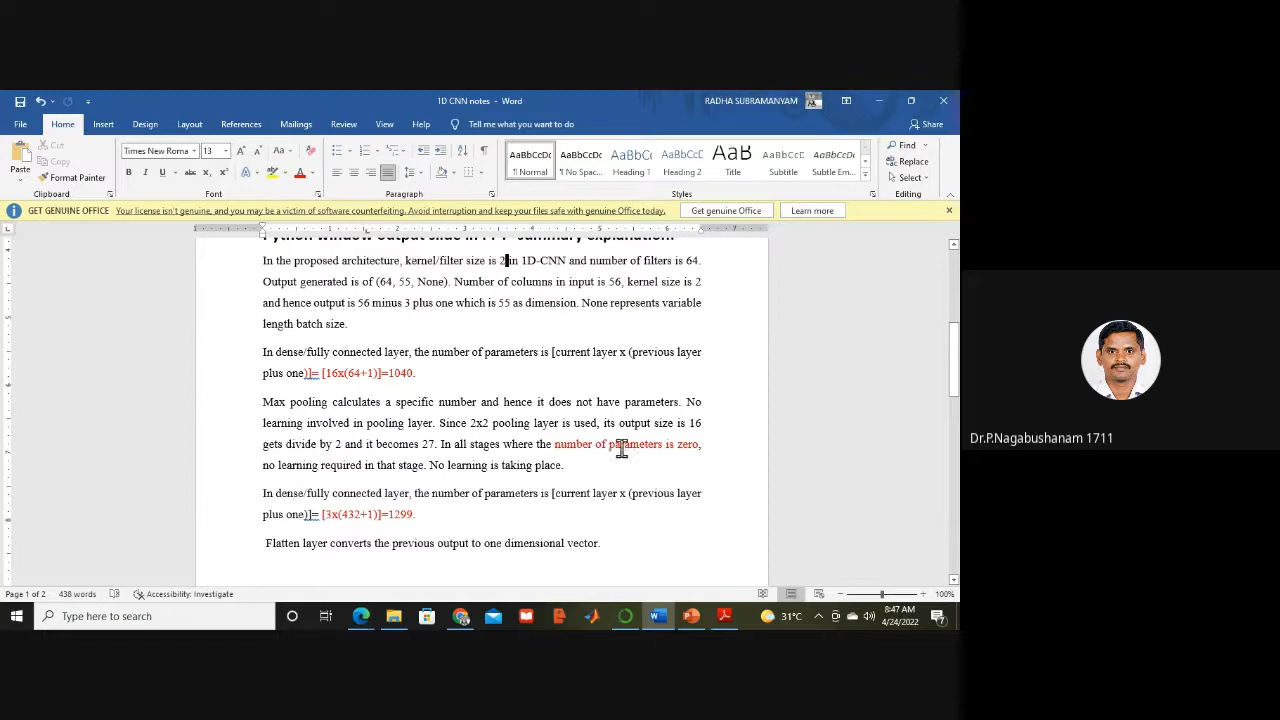 1D CNN notes - Word
RADHA SUBRAMANYAM
File Home Insert Design Layout References Mailings Review View Help Tell me what you want to do Share
Cut
Copy
Paste
Format Painter
Times New Roma 13
AaBbCcDc AaBbCcDc AaBbC AaBbCcD AaB AaBbCcD AaBbCcDc
¶ Normal ¶ No Spac... Heading 1 Heading 2 Title Subtitle Subtle Em...
Find
Replace
Select
Clipboard Font Paragraph Styles Editing
GET GENUINE OFFICE Your license isn't genuine, and you may be a victim of software counterfeiting. Avoid interruption and keep your files safe with genuine Office today. Get genuine Office Learn more
Python window output slide in PPT- summary explanation:
In the proposed architecture, kernel/filter size is 2 in 1D-CNN and number of filters is 64.
Output generated is of (64, 55, None). Number of columns in input is 56, kernel size is 2
and hence output is 56 minus 3 plus one which is 55 as dimension. None represents variable
length batch size.
In dense/fully connected layer, the number of parameters is [current layer x (previous layer
plus one)]= [16x(64+1)]=1040.
Max pooling calculates a specific number and hence it does not have parameters. No
learning involved in pooling layer. Since 2x2 pooling layer is used, its output size is 16
gets divide by 2 and it becomes 27. In all stages where the number of parameters is zero,
no learning required in that stage. No learning is taking place.
In dense/fully connected layer, the number of parameters is [current layer x (previous layer
plus one)]= [3x(432+1)]=1299.
Flatten layer converts the previous output to one dimensional vector.
Dr.P.Nagabushanam 1711
Page 1 of 2 438 words Accessibility: Investigate 100%
Type here to search
31°C
8:47 AM
4/24/2022